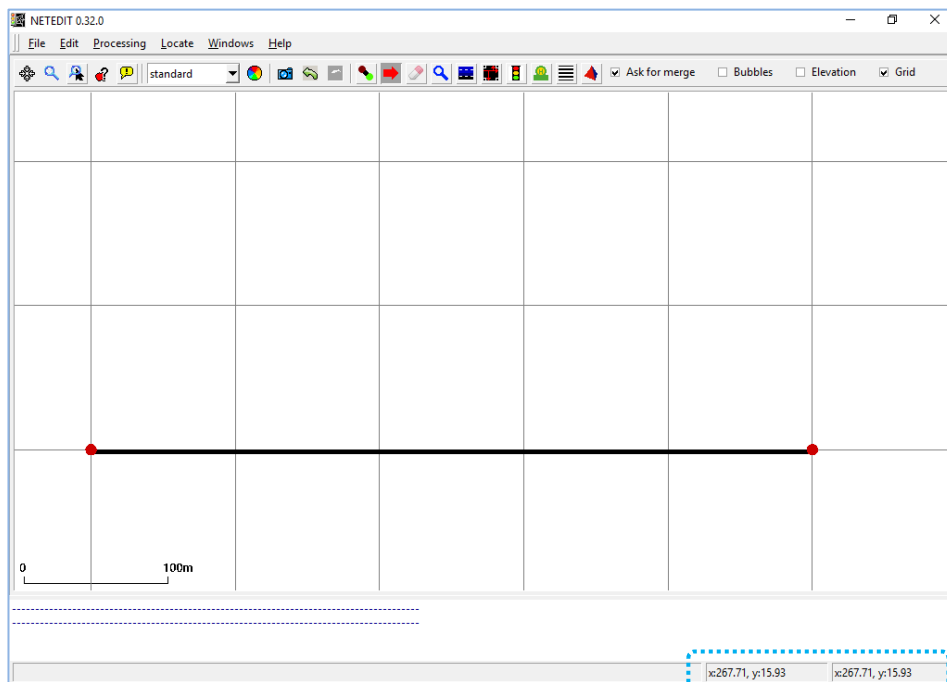 NETEDIT 0.32.0
File Edit Processing Locate Windows Help
standard Ask for merge Bubbles Elevation Grid
0 100m
x:267.71, y:15.93 x:267.71, y:15.93